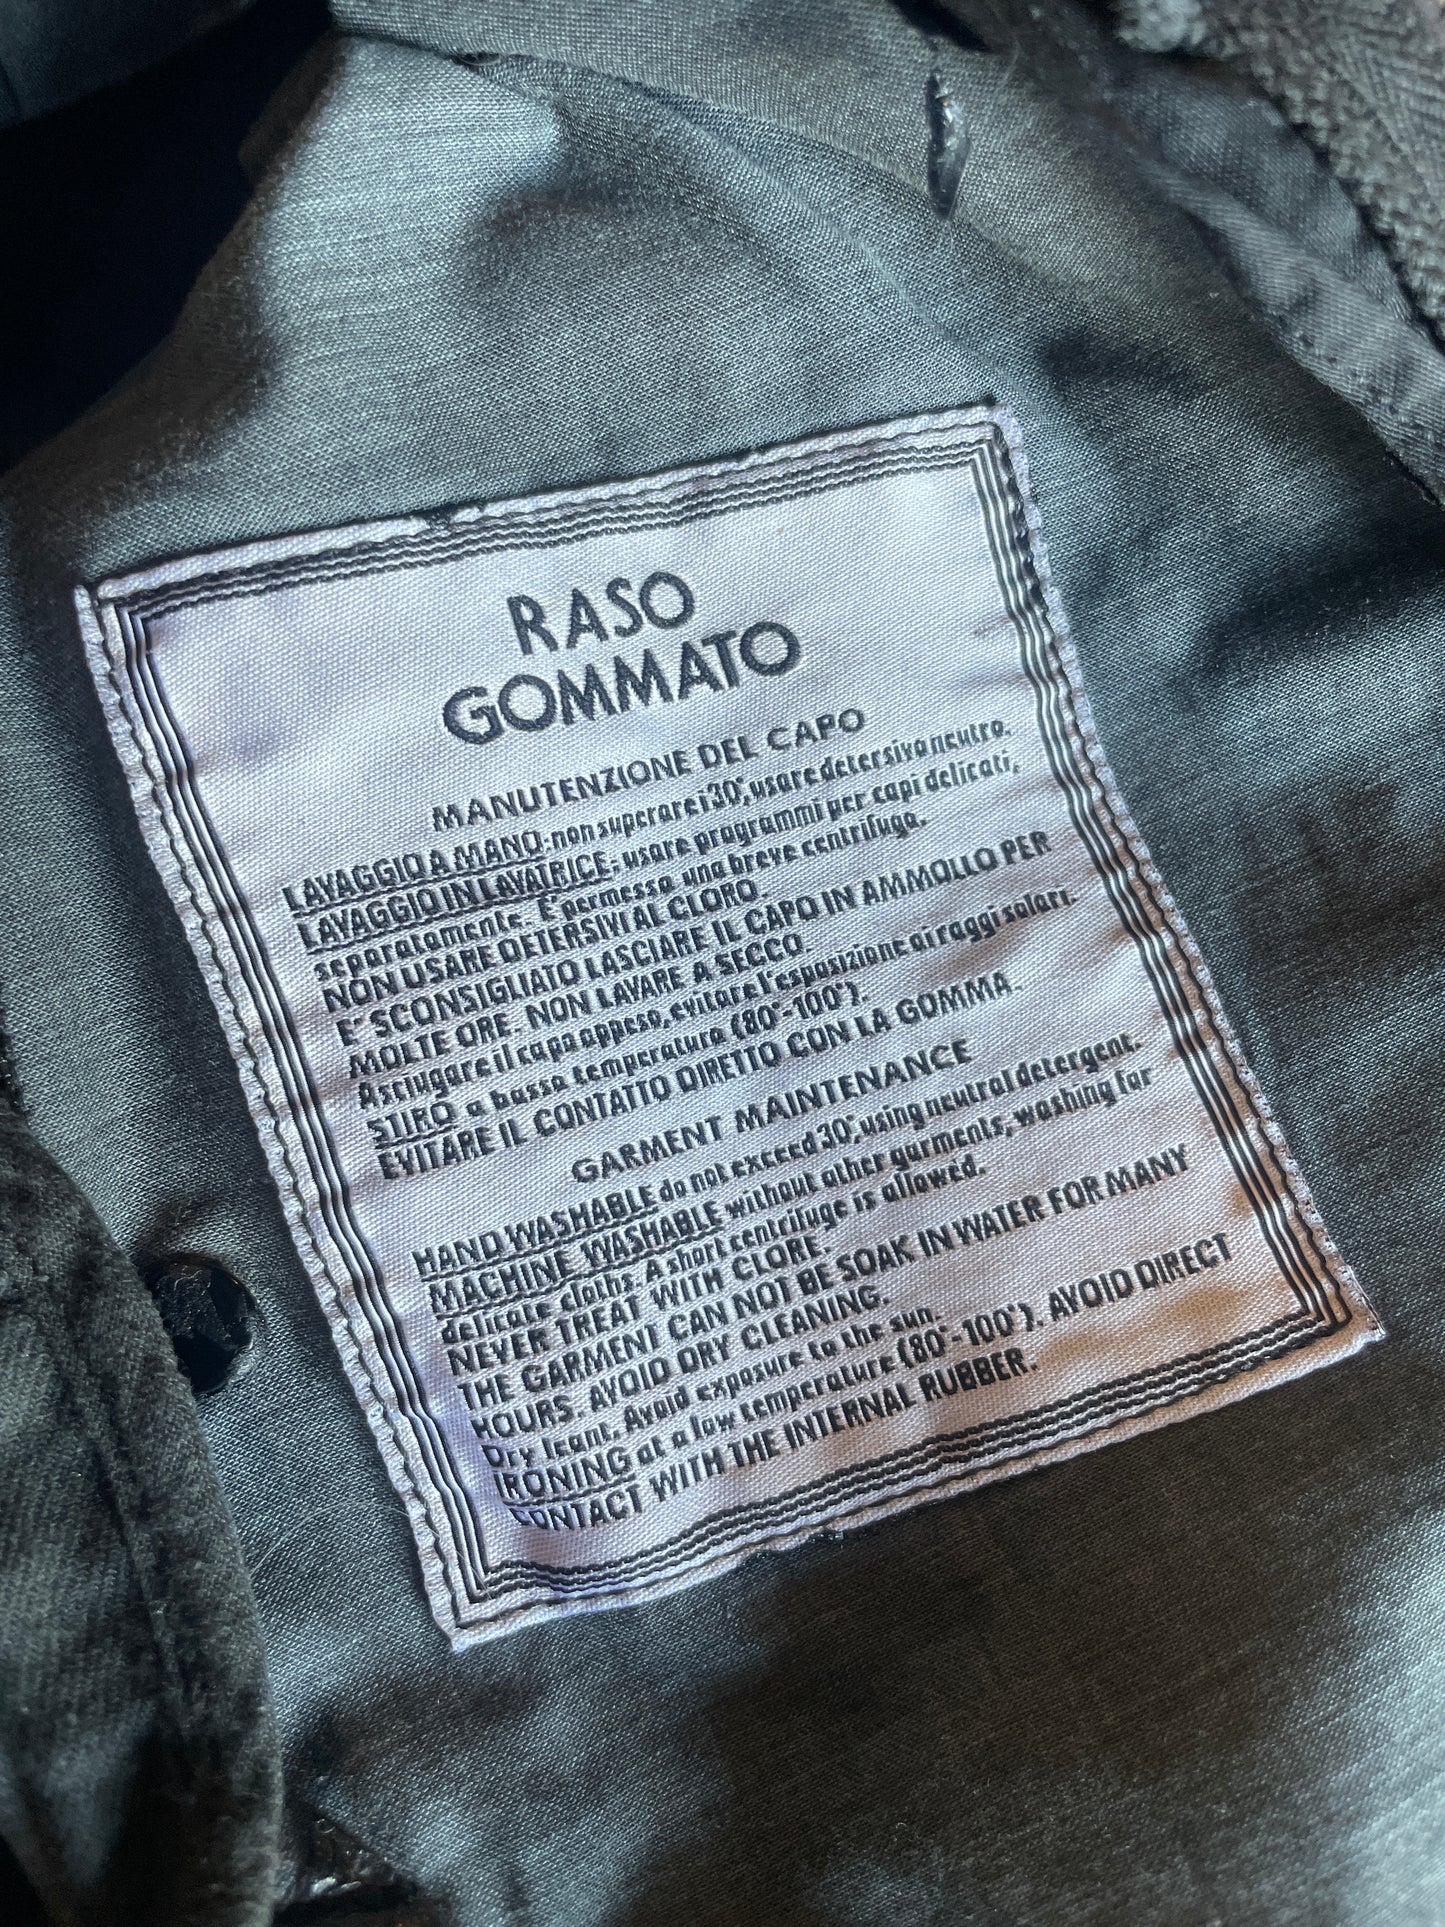 RASO
GOMMATO
MANUTENZIONE DEL CAPO
LAVAGGIO A MANO: non superare i 30°, usare detersivo neutro.
LAVAGGIO IN LAVATRICE: usare programmi per capi delicati,
separatamente. E' permessa una breve centrifuga.
NON USARE DETERSIVI AL CLORO.
E' SCONSIGLIATO LASCIARE IL CAPO IN AMMOLLO PER
MOLTE ORE. NON LAVARE A SECCO.
Asciugare il capo appeso, evitare l'esposizione ai raggi solari.
STIRO a bassa temperatura (80°-100°).
EVITARE IL CONTATTO DIRETTO CON LA GOMMA.
GARMENT MAINTENANCE
HAND WASHABLE do not exceed 30°, using neutral detergent.
MACHINE WASHABLE without other garments, washing for
delicate cloths. A short centrifuge is allowed.
NEVER TREAT WITH CLORE.
THE GARMENT CAN NOT BE SOAK IN WATER FOR MANY
HOURS. AVOID DRY CLEANING.
Dry leant. Avoid exposure to the sun.
IRONING at a low temperature (80°-100°). AVOID DIRECT
CONTACT WITH THE INTERNAL RUBBER.